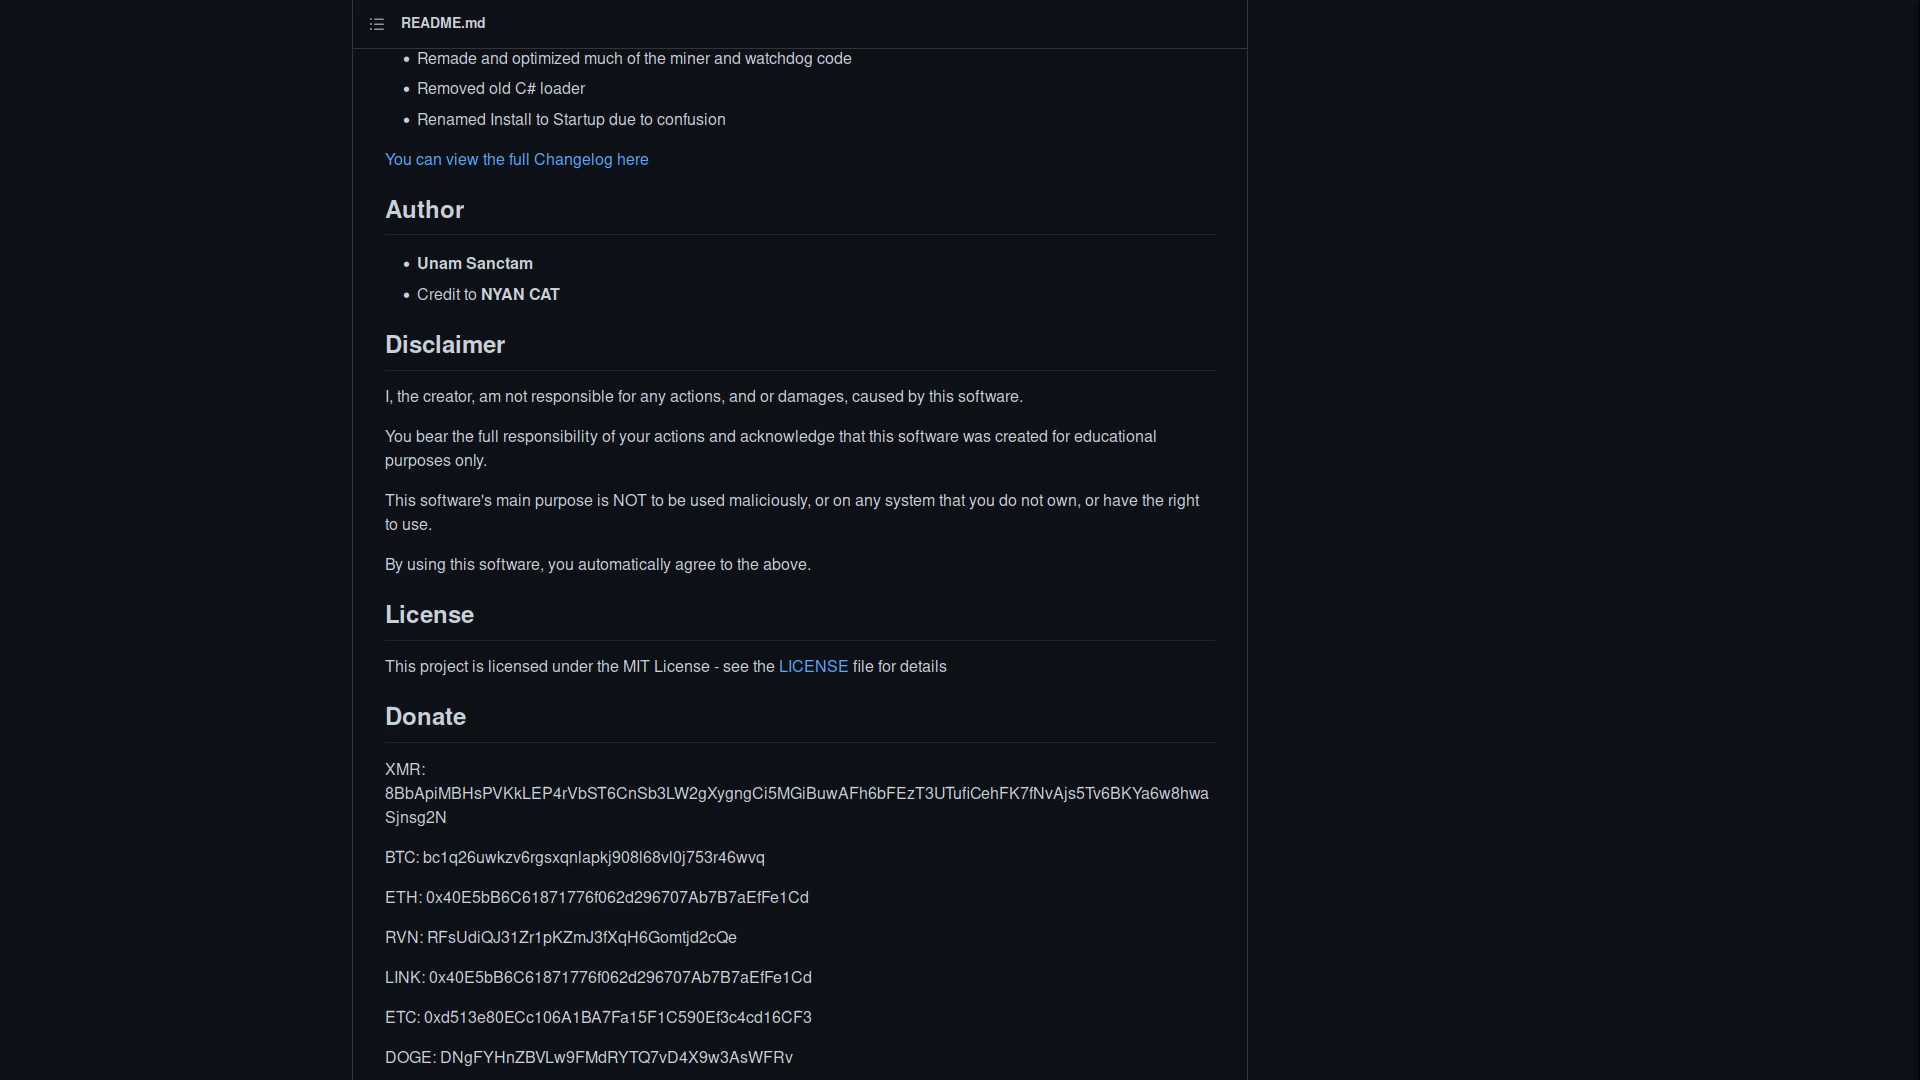 README.md
Remade and optimized much of the miner and watchdog code
Removed old C# loader
Renamed Install to Startup due to confusion
You can view the full Changelog here
Author
Unam Sanctam
Credit to NYAN CAT
Disclaimer
I, the creator, am not responsible for any actions, and or damages, caused by this software.
You bear the full responsibility of your actions and acknowledge that this software was created for educational
purposes only.
This software's main purpose is NOT to be used maliciously, or on any system that you do not own, or have the right
to use.
By using this software, you automatically agree to the above.
License
This project is licensed under the MIT License - see the LICENSE file for details
Donate
XMR:
8BbApiMBHsPVKkLEP4rVbST6CnSb3LW2gXygngCi5MGiBuwAFh6bFEzT3UTufiCehFK7fNvAjs5Tv6BKYa6w8hwa
Sjnsg2N
BTC: bc1q26uwkzv6rgsxqnlapkj908l68vl0j753r46wvq
ETH: 0x40E5bB6C61871776f062d296707Ab7B7aEfFe1Cd
RVN: RFsUdiQJ31Zr1pKZmJ3fXqH6Gomtjd2cQe
LINK: 0x40E5bB6C61871776f062d296707Ab7B7aEfFe1Cd
ETC: 0xd513e80ECc106A1BA7Fa15F1C590Ef3c4cd16CF3
DOGE: DNgFYHnZBVLw9FMdRYTQ7vD4X9w3AsWFRv